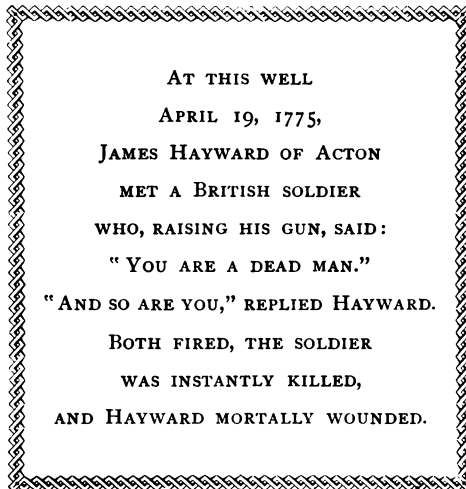 At this well
April 19, 1775,
James Hayward of Acton
met a British soldier
who, raising his gun, said:
“You are a dead man.”
“And so are you,” replied Hayward.
Both fired, the soldier
was instantly killed,
and Hayward mortally wounded.